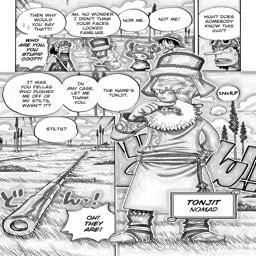 HUH? DOES
SOMEBODY
KNOW THIS
GUY?
NOT ME!
NOR ME.
AH. NO WONDER
I DIDN'T THINK
YOUR FACES
LOOKED
FAMILIAR.
THEN WHY
WOULD
YOU SAY
THAT?!
WHO
ARE YOU,
YOU
STUPID
COOT?!
SNARF
THE NAME'S
TONJIT.
IN
ANY CASE,
LET ME
THANK
YOU.
IT WAS
YOU FELLAS
WHO PUSHED
ME OFF OF
MY STILTS,
WASN'T IT?
STILTS?
TONJIT
NOMAD
OH!
THEY
ARE!